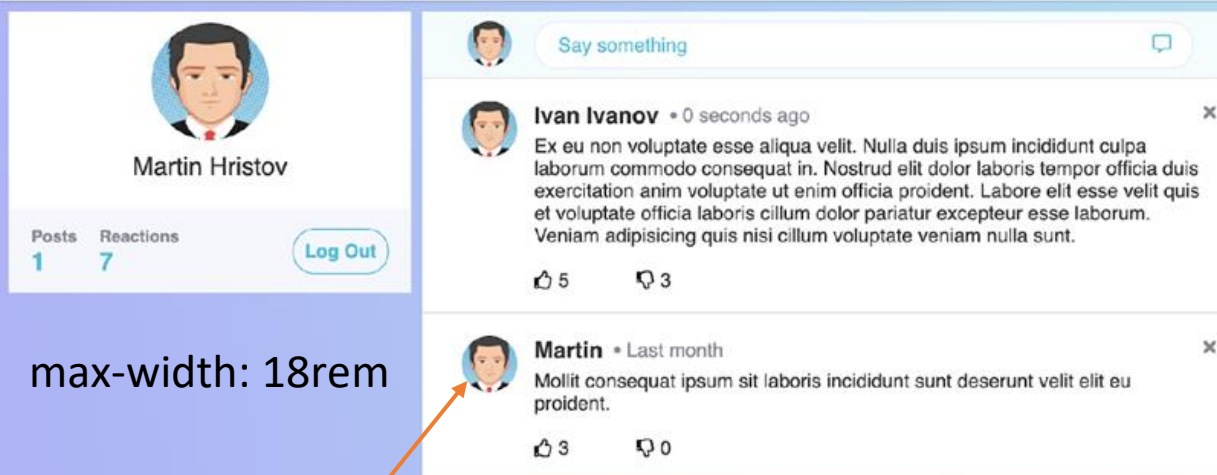 Martin Hristov
Posts Reactions
1 7
Log Out
max-width: 18rem
Say something
Ivan Ivanov • 0 seconds ago
Ex eu non voluptate esse aliqua velit. Nulla duis ipsum incididunt culpa
laborum commodo consequat in. Nostrud elit dolor laboris tempor officia duis
exercitation anim voluptate ut enim officia proident. Labore elit esse velit quis
et voluptate officia laboris cillum dolor pariatur excepteur esse laborum.
Veniam adipisicing quis nisi cillum voluptate veniam nulla sunt.
5 3
Martin • Last month
Mollit consequat ipsum sit laboris incididunt sunt deserunt velit elit eu
proident.
3 0